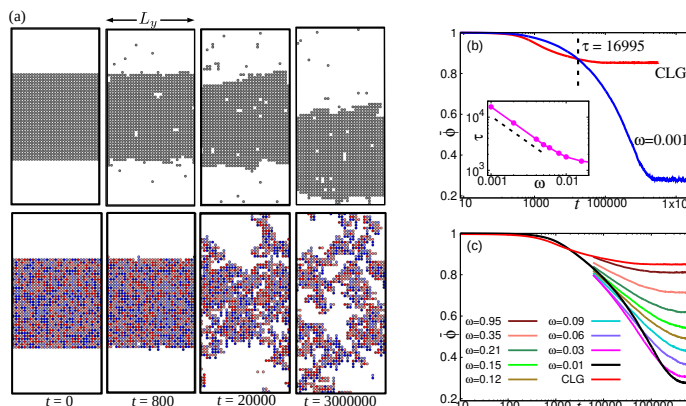 (a)
L_y
t = 0
t = 800
t = 20000
t = 3000000
(b)
τ = 16995
CLG
ω=0.001
ϕ
1
0.8
0.6
0.4
0.2
10
t
100000
10^4
10^3
τ
0.001
ω
0.01
(c)
ϕ
1
0.8
0.6
0.4
0.2
ω=0.95
ω=0.35
ω=0.21
ω=0.15
ω=0.12
ω=0.09
ω=0.06
ω=0.03
ω=0.01
CLG
10
1000
t
100000